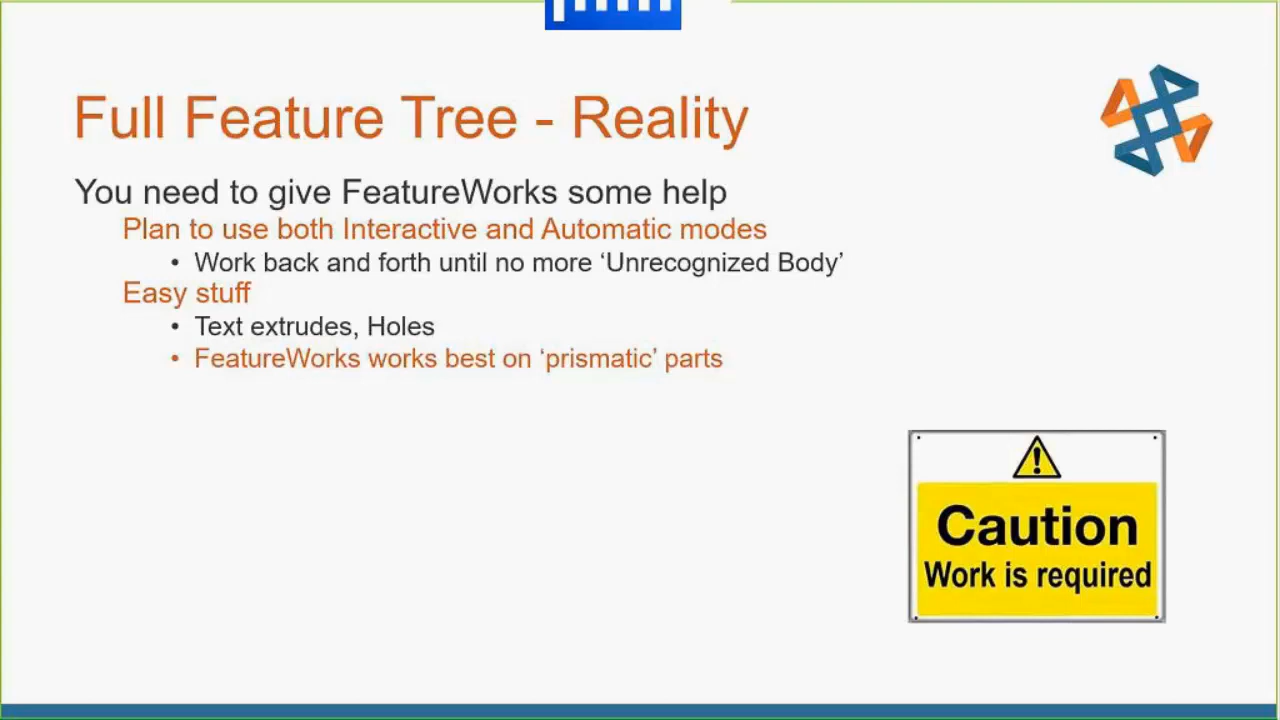 Full Feature Tree - Reality
You need to give FeatureWorks some help
Plan to use both Interactive and Automatic modes
• Work back and forth until no more ‘Unrecognized Body’
Easy stuff
• Text extrudes, Holes
• FeatureWorks works best on ‘prismatic’ parts
Caution
Work is required